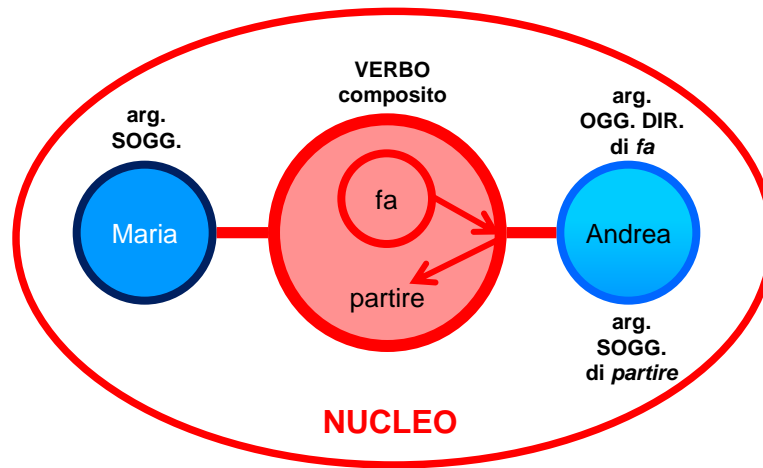 VERBO
composito
arg.
SOGG.
arg.
OGG. DIR.
di fa
fa
Maria
Andrea
partire
arg.
SOGG.
di partire
NUCLEO